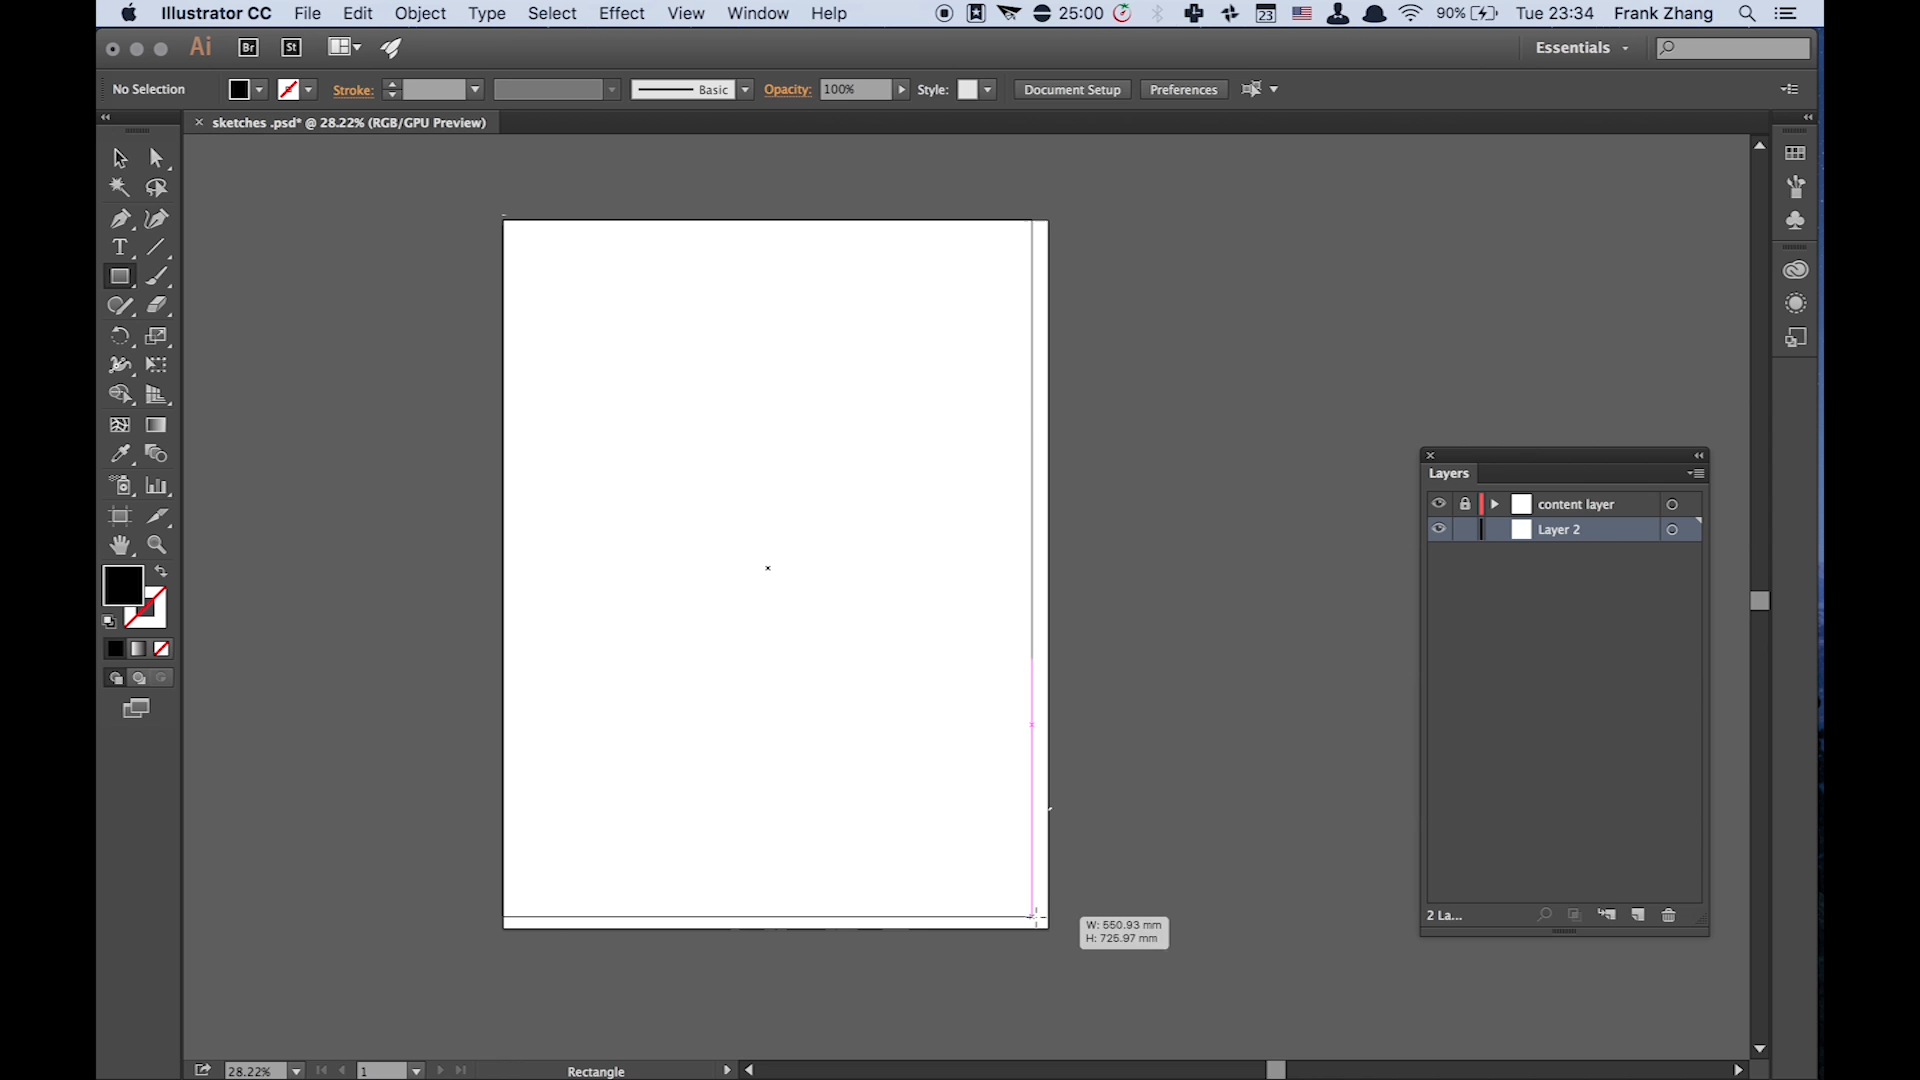 Illustrator CC File Edit Object Type Select Effect View Window Help 25:00 23 90% Tue 23:34 Frank Zhang
Ai Br St Essentials
No Selection Stroke: Basic Opacity: 100% Style: Document Setup Preferences
sketches .psd* @ 28.22% (RGB/GPU Preview)
T
Layers
content layer
Layer 2
2 La...
W: 550.93 mm
H: 725.97 mm
28.22% 1 Rectangle